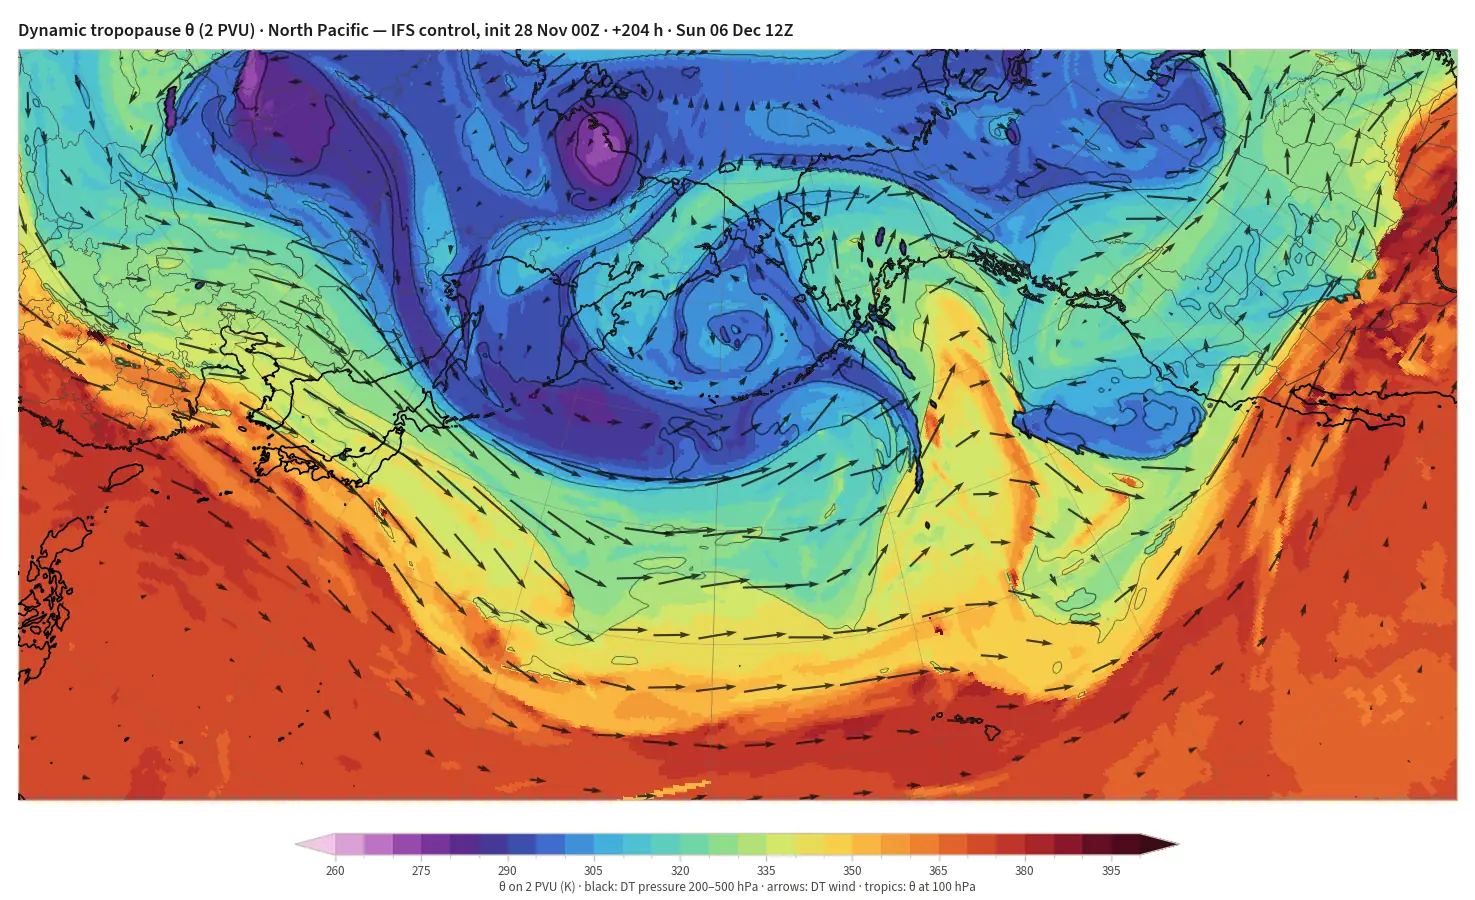 Dynamic tropopause θ (2 PVU) · North Pacific — IFS control, init 28 Nov 00Z · +204 h · Sun 06 Dec 12Z
260 275 290 305 320 335 350 365 380 395
θ on 2 PVU (K) · black: DT pressure 200–500 hPa · arrows: DT wind · tropics: θ at 100 hPa